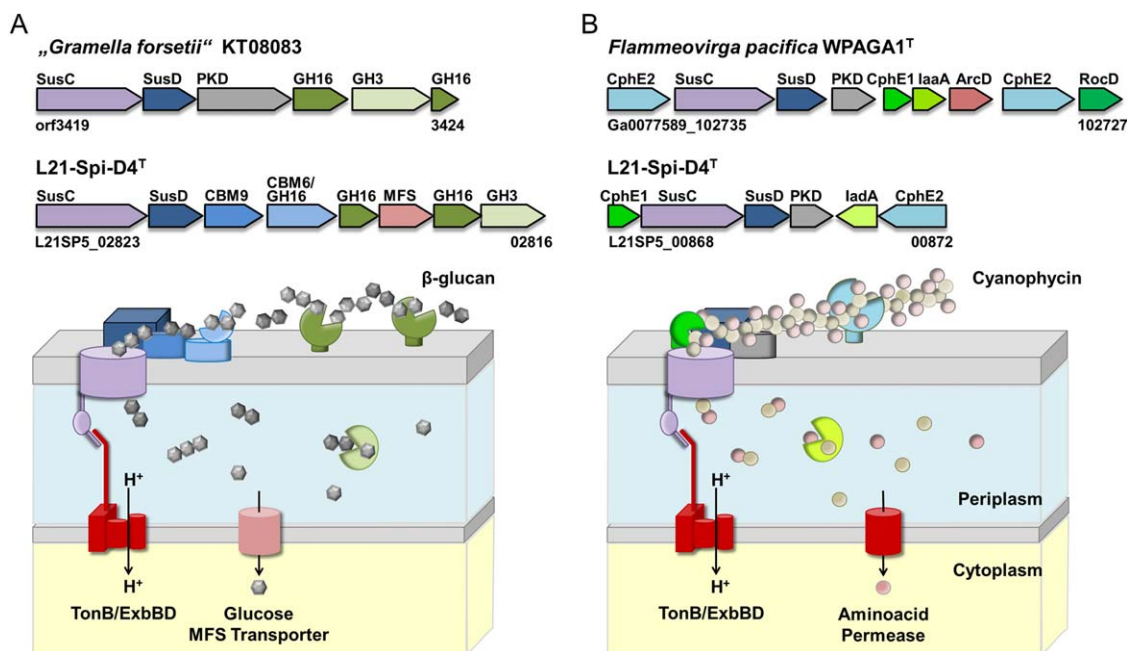 A
„Gramella forsetii“ KT08083
SusC SusD PKD GH16 GH3 GH16
orf3419 3424
L21-Spi-D4T
SusC SusD CBM9 CBM6/ GH16 GH16 MFS GH16 GH3
L21SP5_02823 02816
β-glucan
H+
H+
TonB/ExbBD
Glucose
MFS Transporter
B
Flammeovirga pacifica WPAGA1T
CphE2 SusC SusD PKD CphE1 IaaA ArcD CphE2 RocD
Ga0077589_102735 102727
L21-Spi-D4T
CphE1 SusC SusD PKD IadA CphE2
L21SP5_00868 00872
Cyanophycin
H+
Periplasm
Cytoplasm
H+
TonB/ExbBD
Aminoacid
Permease